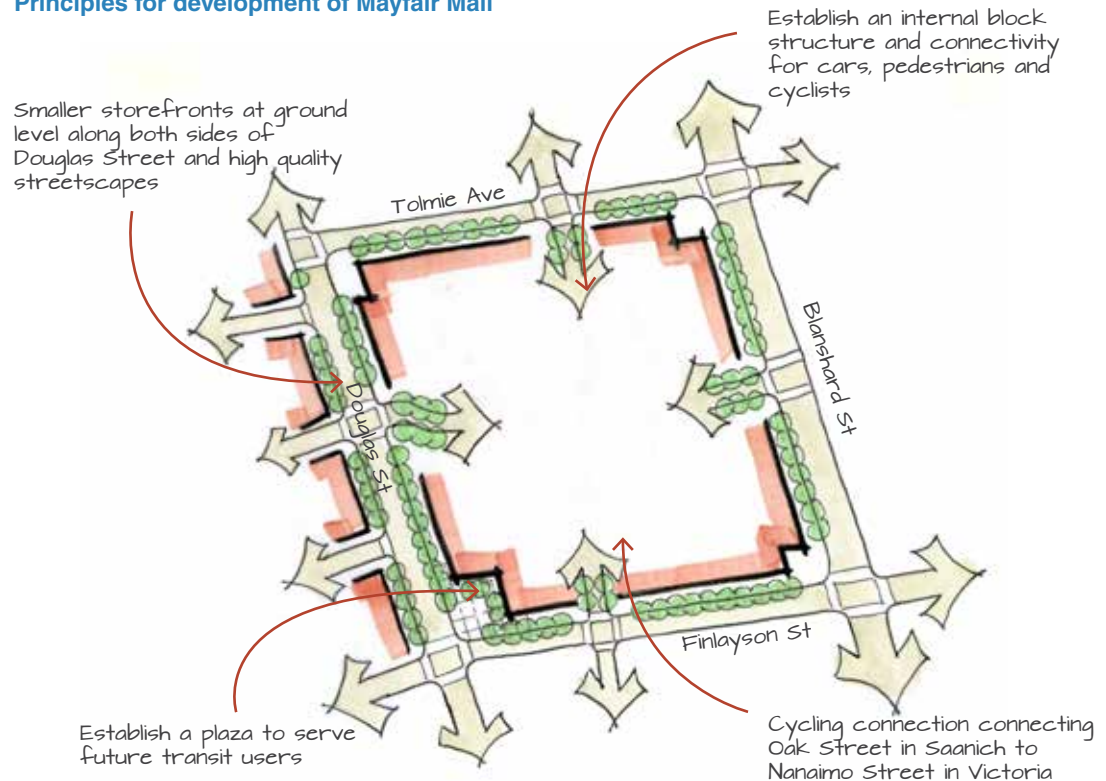 Principles for development of Mayfair Mall
Establish an internal block
structure and connectivity
for cars, pedestrians and
cyclists
Smaller storefronts at ground
level along both sides of
Douglas Street and high quality
streetscapes
Tolmie Ave
Blanshard St
Douglas St
Finlayson St
Establish a plaza to serve
future transit users
Cycling connection connecting
Oak Street in Saanich to
Nanaimo Street in Victoria